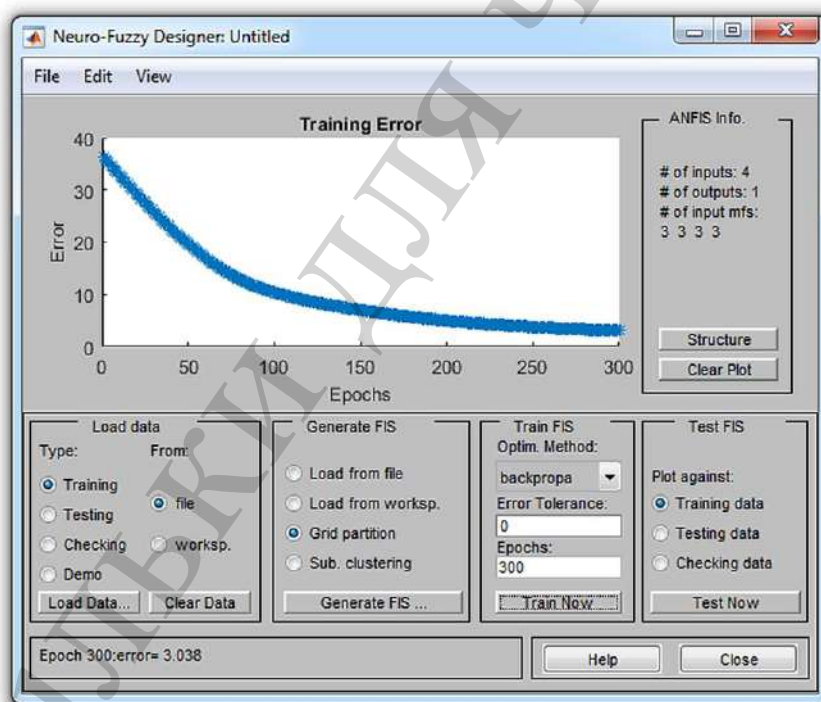 Neuro-Fuzzy Designer: Untitled
File Edit View
Training Error
40
30
20
10
0
Error
0 50 100 150 200 250 300
Epochs
ANFIS Info.
# of inputs: 4
# of outputs: 1
# of input mfs:
3 3 3 3
Structure
Clear Plot
Load data
Type: From:
Training
file
Testing
Checking
worksp.
Demo
Load Data... Clear Data
Generate FIS
Load from file
Load from worksp.
Grid partition
Sub. clustering
Generate FIS ...
Train FIS
Optim. Method:
backpropa
Error Tolerance:
0
Epochs:
300
Train Now
Test FIS
Plot against:
Training data
Testing data
Checking data
Test Now
Epoch 300:error= 3.038
Help Close
ЛЬКИ ДЛЯ Ч